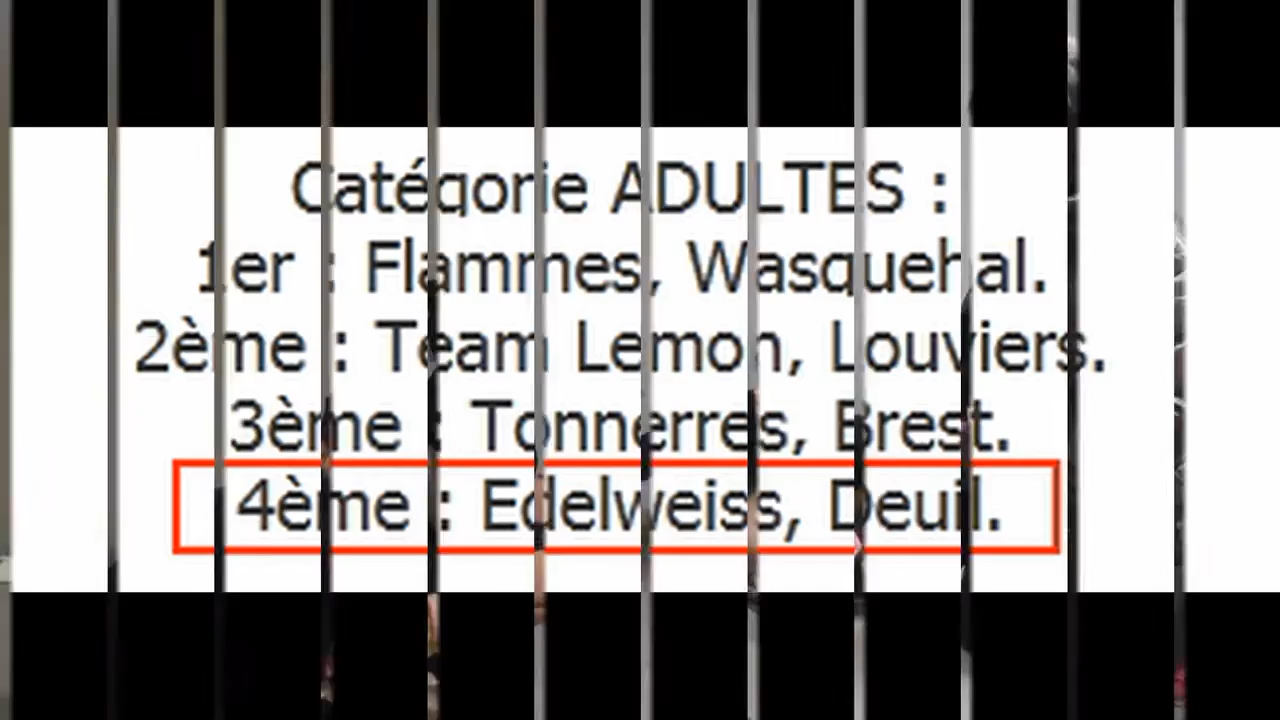 Catégorie ADULTES :
1er : Flammes, Wasquehal.
2ème : Team Lemon, Louviers.
3ème : Tonnerres, Brest.
4ème : Edelweiss, Deuil.